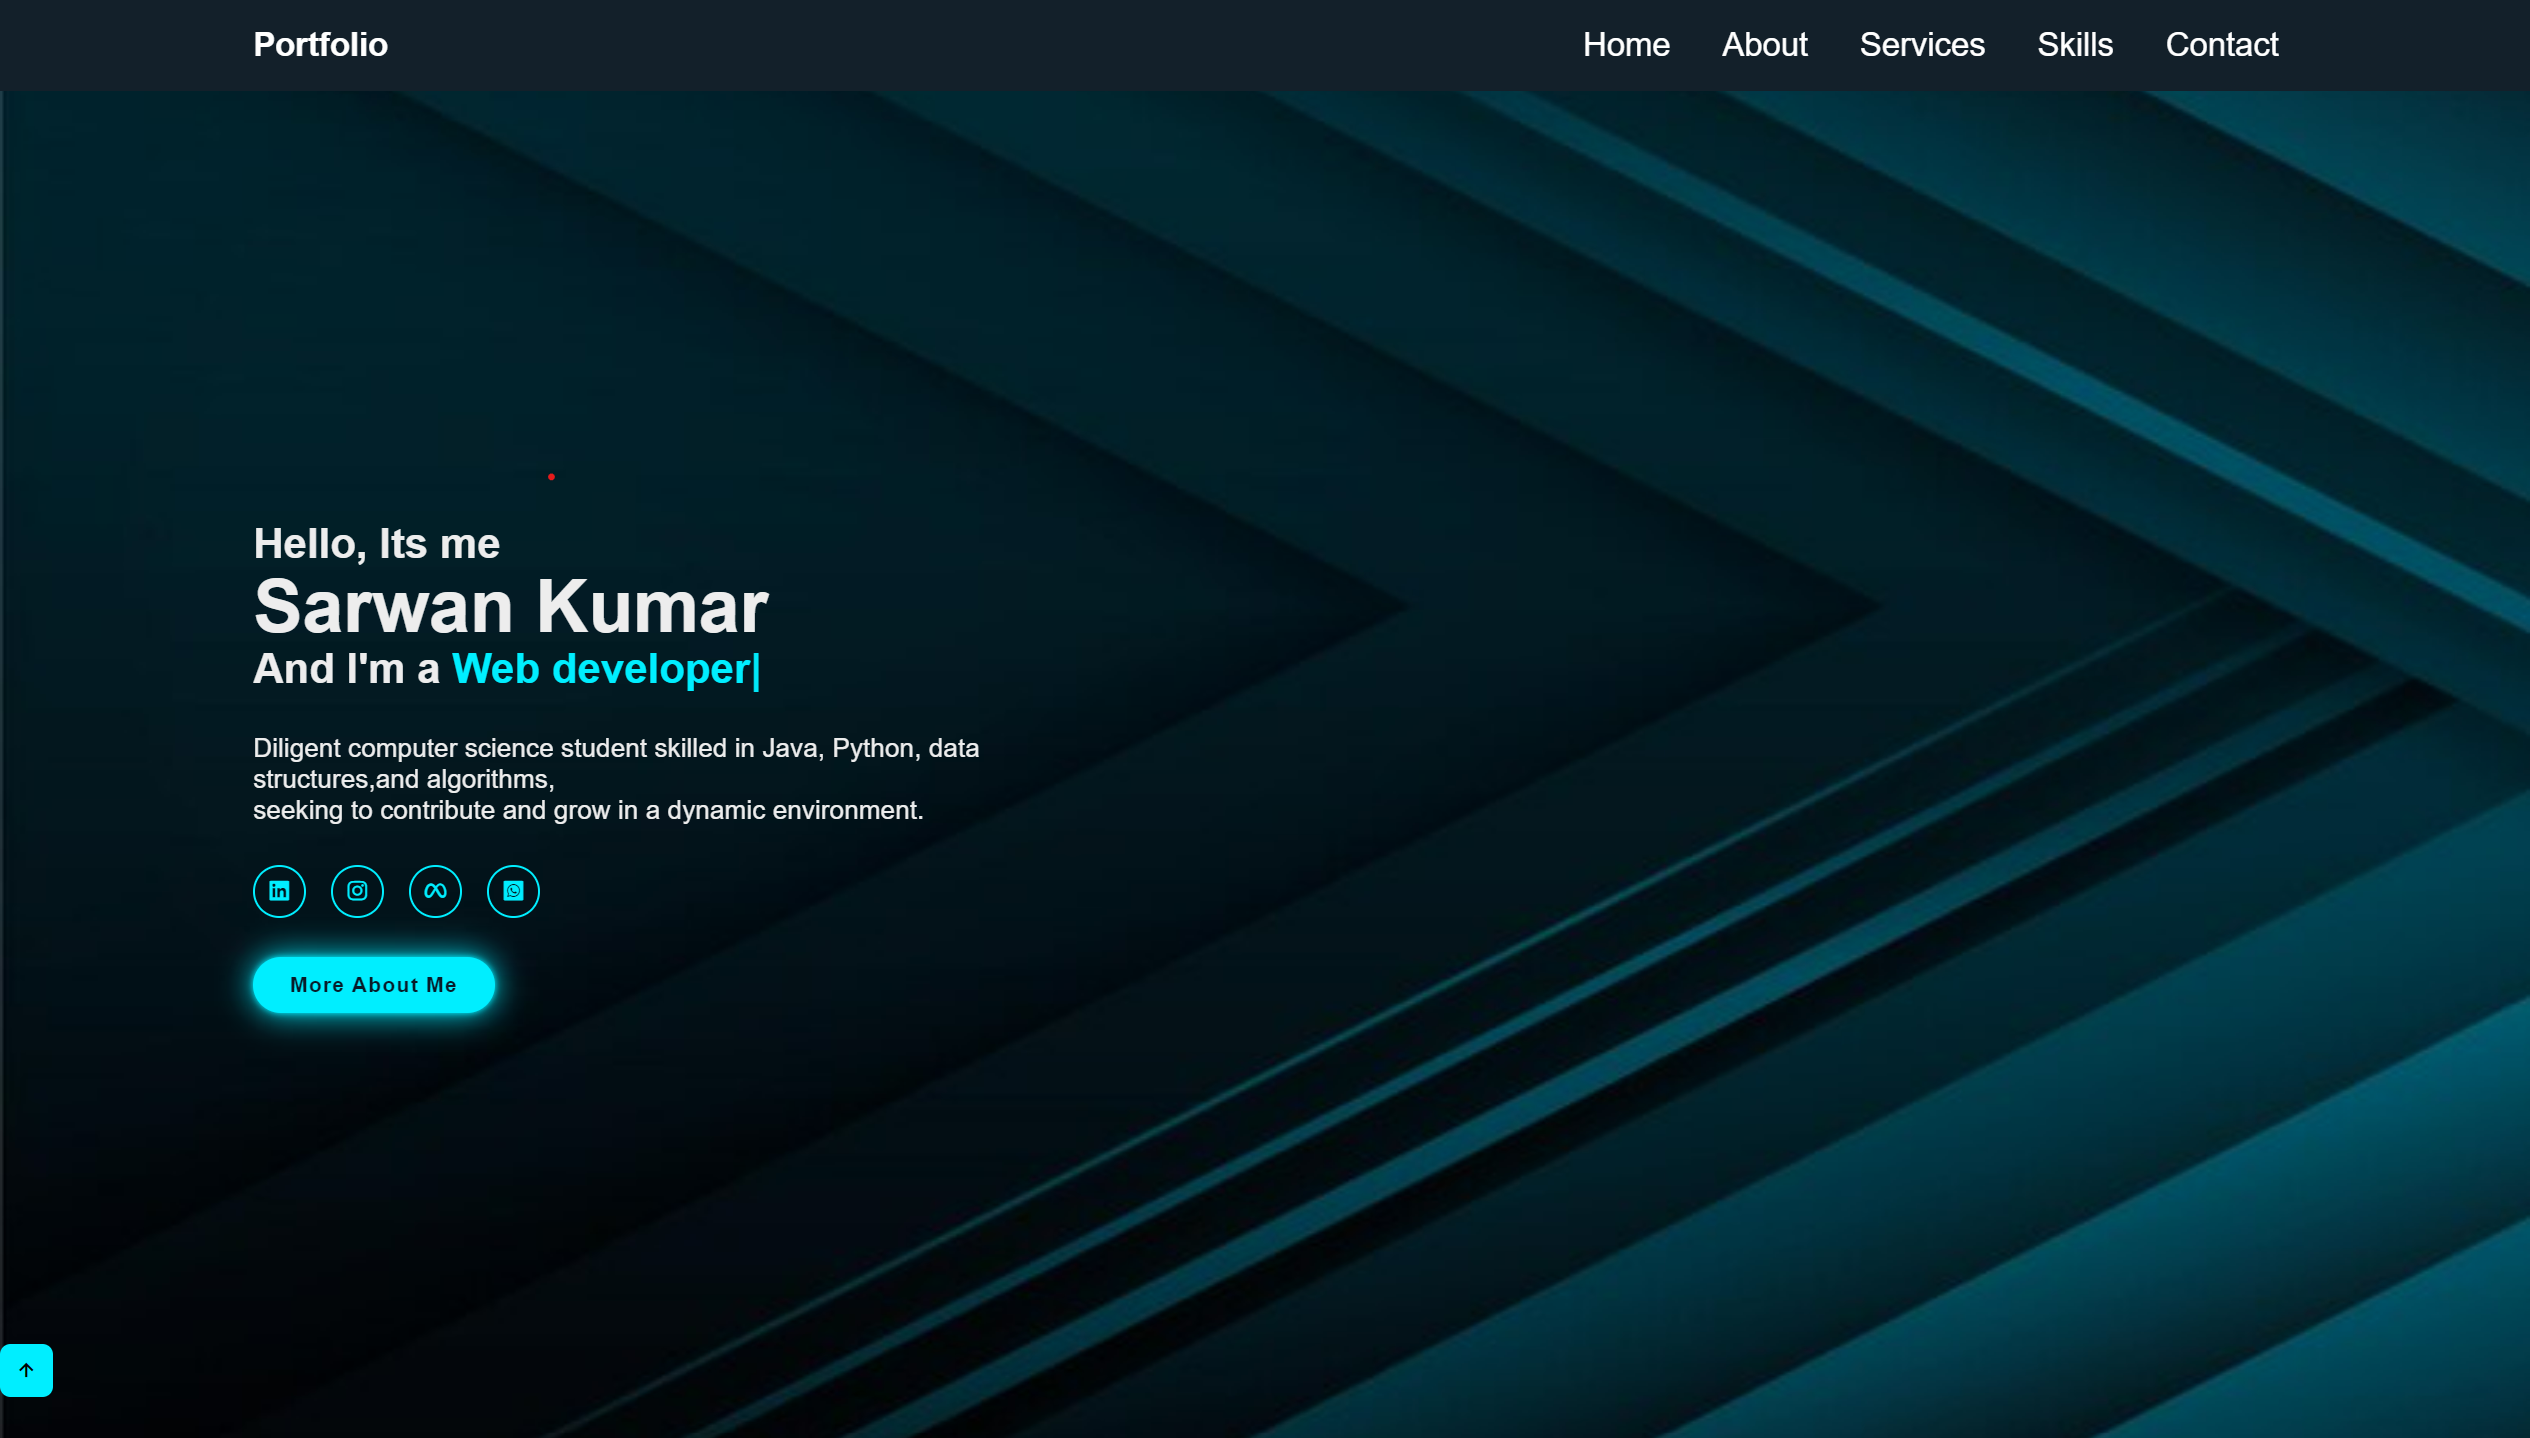 Portfolio
Home About Services Skills Contact
Hello, Its me
Sarwan Kumar
And I'm a Web developer|
Diligent computer science student skilled in Java, Python, data
structures,and algorithms,
seeking to contribute and grow in a dynamic environment.
More About Me